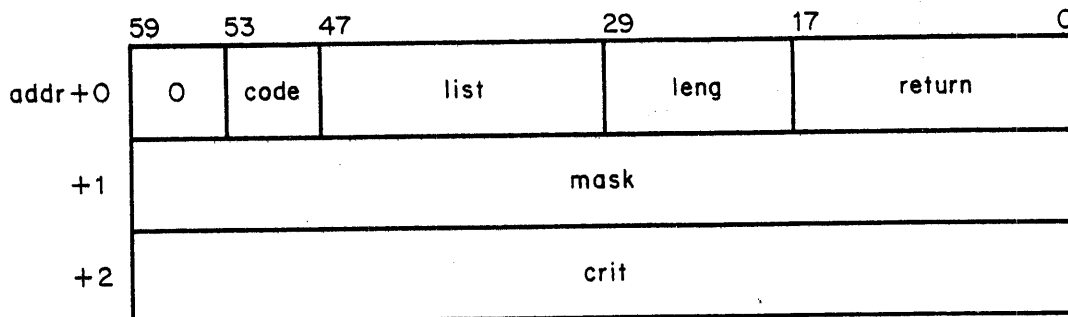 59 53 47 29 17 0
addr+0 0 code list leng return
+1 mask
+2 crit